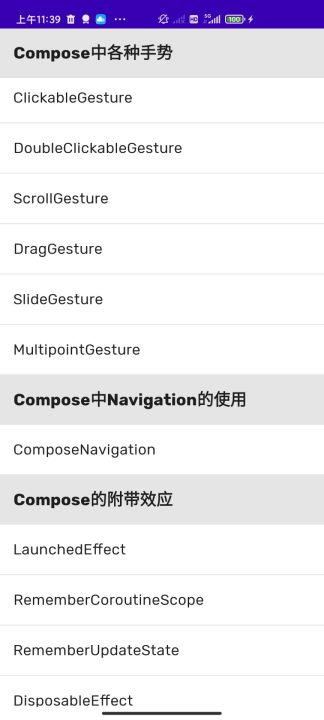 上午11:39
HD
5G
100
Compose中各种手势
ClickableGesture
DoubleClickableGesture
ScrollGesture
DragGesture
SlideGesture
MultipointGesture
Compose中Navigation的使用
ComposeNavigation
Compose的附带效应
LaunchedEffect
RememberCoroutineScope
RememberUpdateState
DisposableEffect